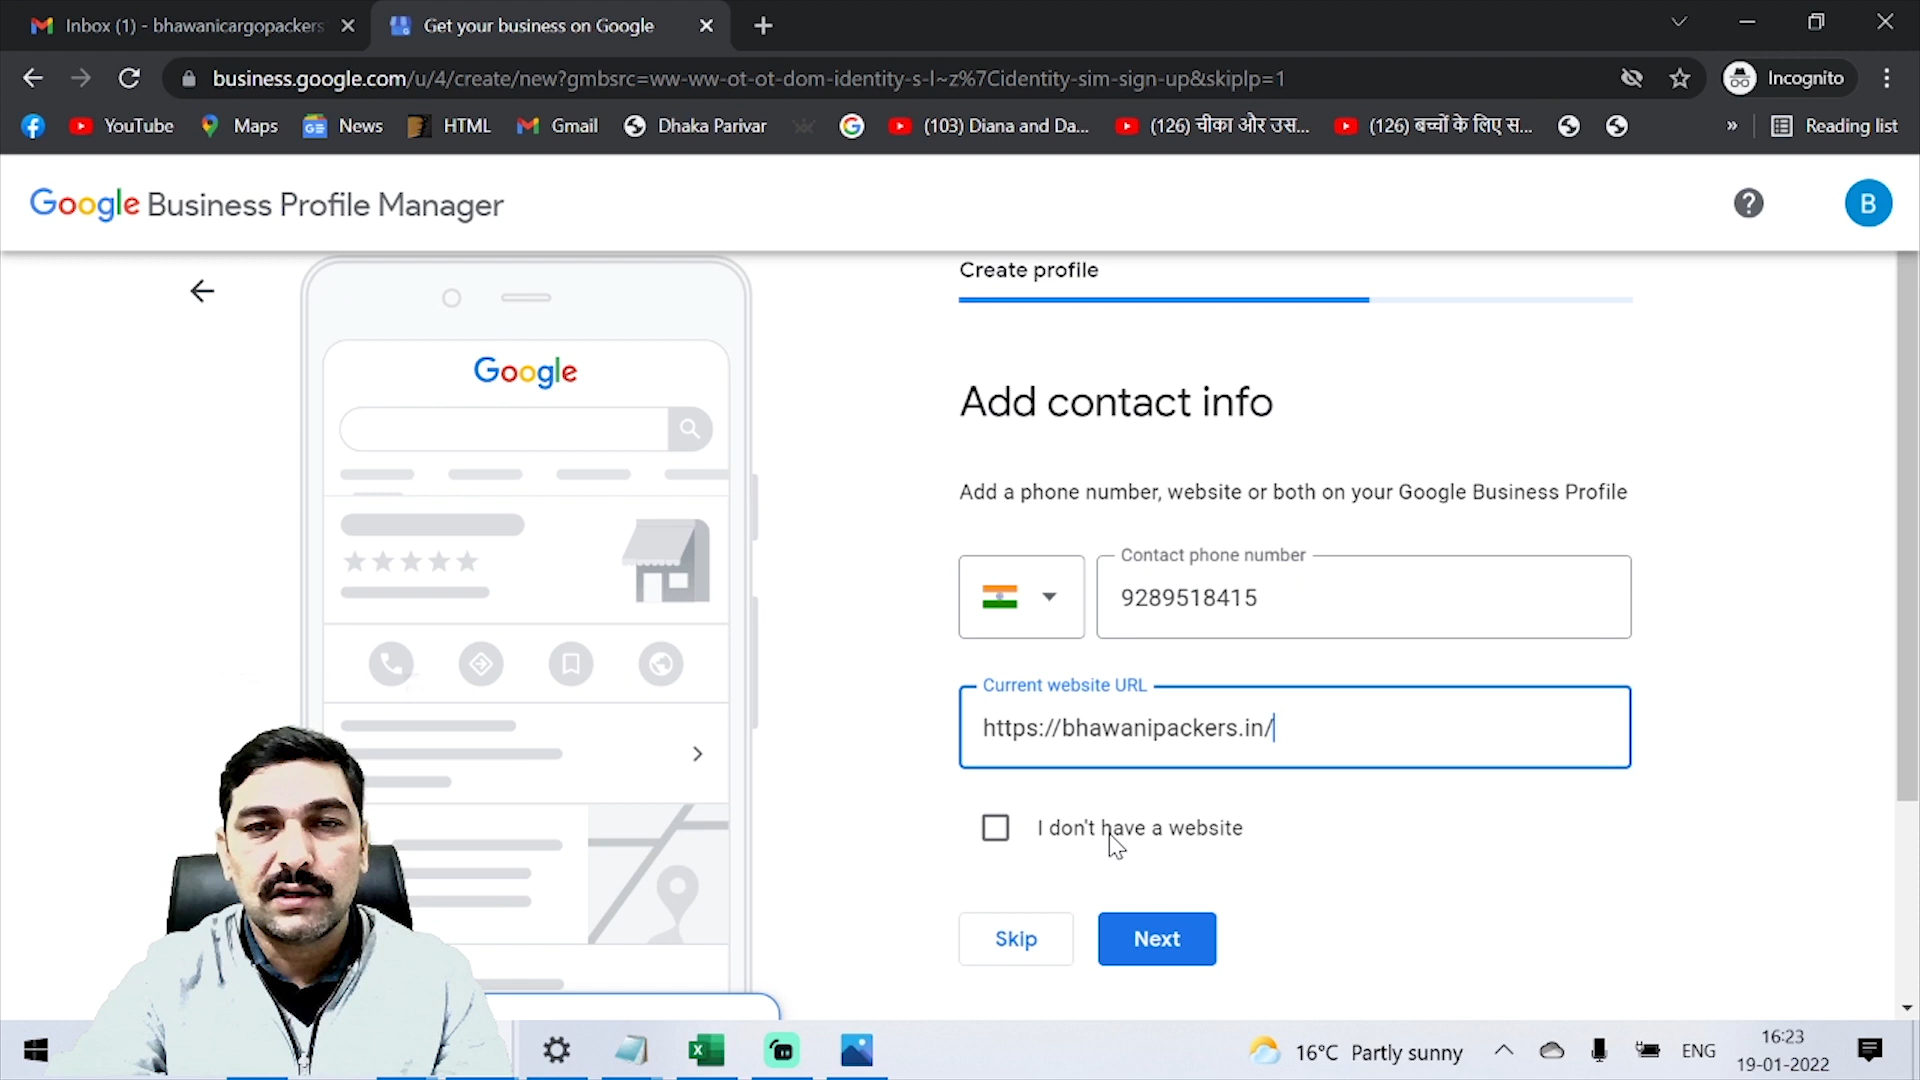 Inbox (1) - bhawanicargopackers
Get your business on Google
business.google.com/u/4/create/new?gmbsrc=ww-ww-ot-ot-dom-identity-s-l~z%7Cidentity-sim-sign-up&skiplp=1
Incognito
YouTube
Maps
News
HTML
Gmail
Dhaka Parivar
(103) Diana and Da...
(126) चीका और उस...
(126) बच्चों के लिए स...
»
Reading list
Google Business Profile Manager
B
Create profile
Google
Add contact info
Add a phone number, website or both on your Google Business Profile
Contact phone number
9289518415
Current website URL
https://bhawanipackers.in/
I don't have a website
Skip
Next
16°C Partly sunny
ENG
16:23
19-01-2022